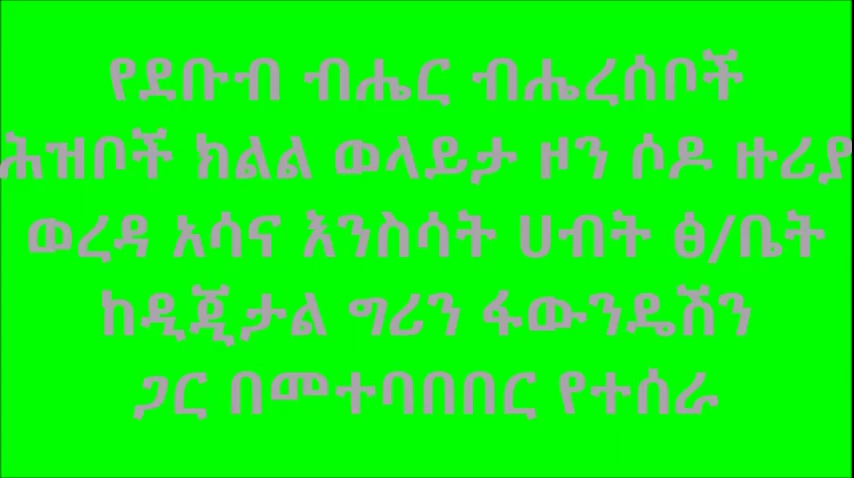 የደቡብ ብሔር ብሔረሰቦች
ሕዝቦች ክልል ወላይታ ዞን ሶዶ ዙሪያ
ወረዳ አሳና እንስሳት ሀብት ፅ/ቤት
ከዲጂታል ግሪን ፋውንዴሽን
ጋር በመተባበበር የተሰራ